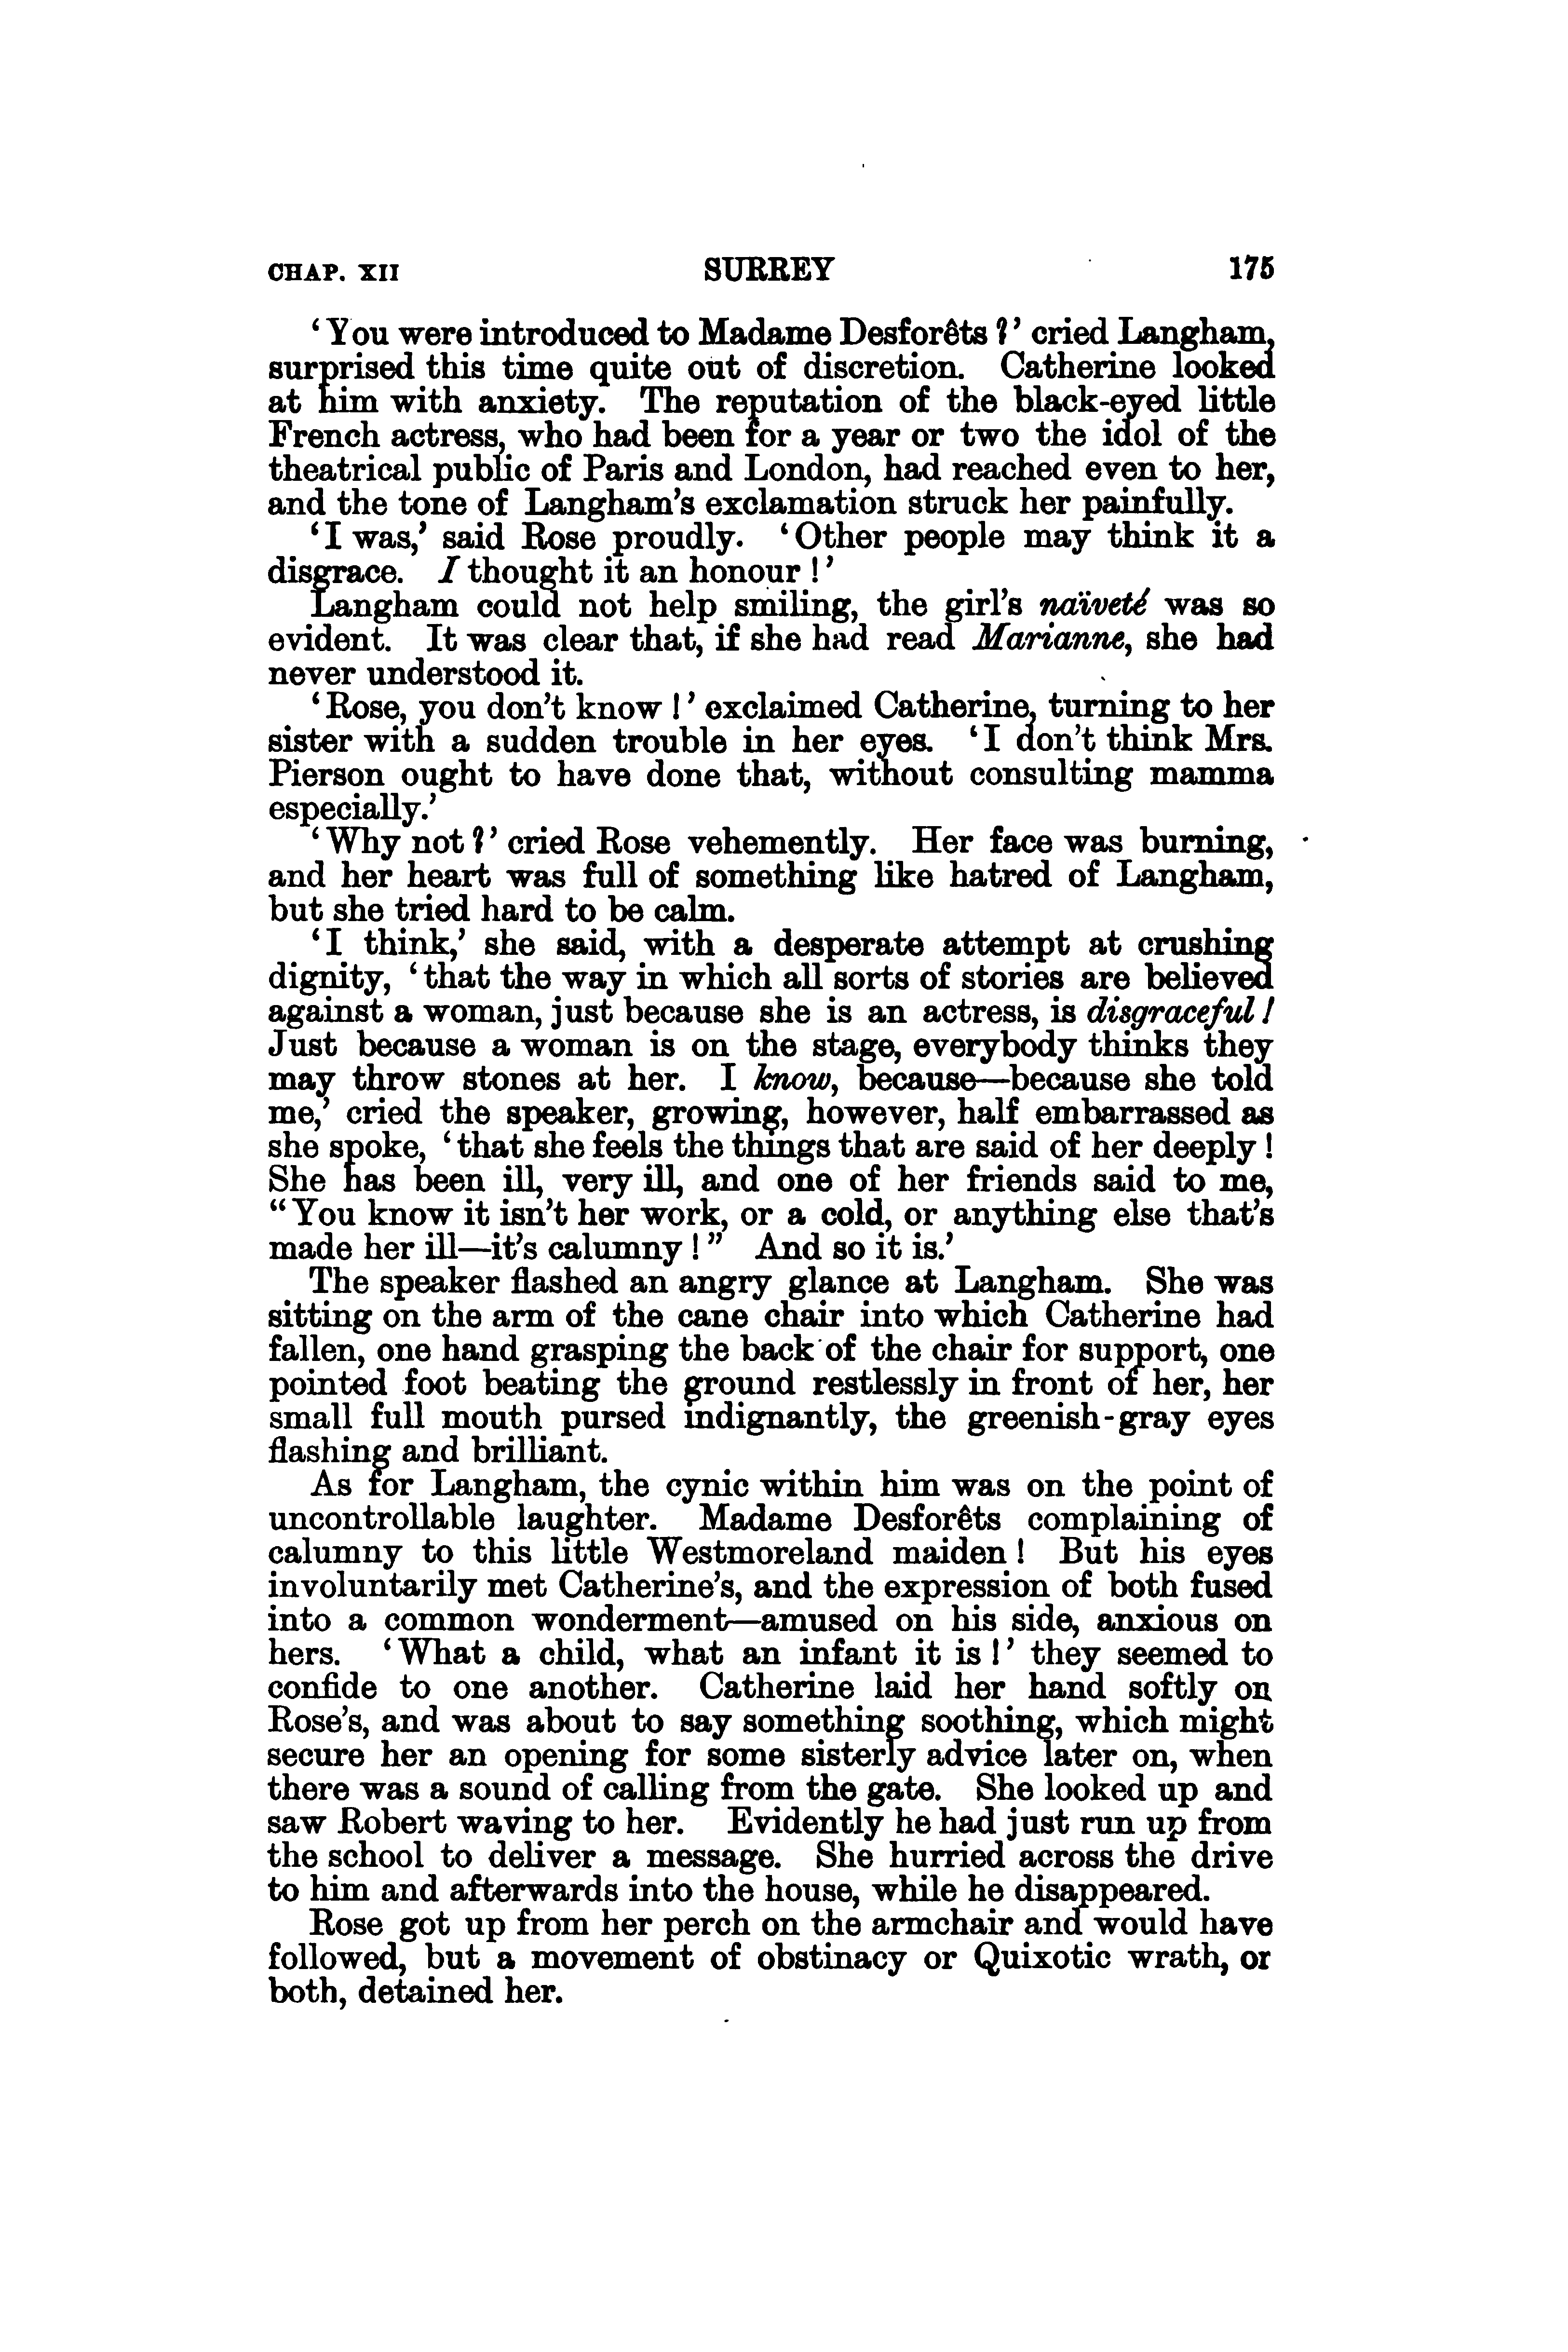 CHAP. XII SURREY 175
‘You were introduced to Madame Desforêts?’ cried Langham,
surprised this time quite out of discretion. Catherine looked
at him with anxiety. The reputation of the black-eyed little
French actress, who had been for a year or two the idol of the
theatrical public of Paris and London, had reached even to her,
and the tone of Langham’s exclamation struck her painfully.
‘I was,’ said Rose proudly. ‘Other people may think it a
disgrace. I thought it an honour!’
Langham could not help smiling, the girl’s naïveté was so
evident. It was clear that, if she had read Marianne, she had
never understood it.
‘Rose, you don’t know!’ exclaimed Catherine, turning to her
sister with a sudden trouble in her eyes. ‘I don’t think Mrs.
Pierson ought to have done that, without consulting mamma
especially.’
‘Why not?’ cried Rose vehemently. Her face was burning,
and her heart was full of something like hatred of Langham,
but she tried hard to be calm.
‘I think,’ she said, with a desperate attempt at crushing
dignity, ‘that the way in which all sorts of stories are believed
against a woman, just because she is an actress, is disgraceful!
Just because a woman is on the stage, everybody thinks they
may throw stones at her. I know, because—because she told
me,’ cried the speaker, growing, however, half embarrassed as
she spoke, ‘that she feels the things that are said of her deeply!
She has been ill, very ill, and one of her friends said to me,
“You know it isn’t her work, or a cold, or anything else that’s
made her ill—it’s calumny!” And so it is.’
The speaker flashed an angry glance at Langham. She was
sitting on the arm of the cane chair into which Catherine had
fallen, one hand grasping the back of the chair for support, one
pointed foot beating the ground restlessly in front of her, her
small full mouth pursed indignantly, the greenish-gray eyes
flashing and brilliant.
As for Langham, the cynic within him was on the point of
uncontrollable laughter. Madame Desforêts complaining of
calumny to this little Westmoreland maiden! But his eyes
involuntarily met Catherine’s, and the expression of both fused
into a common wonderment—amused on his side, anxious on
hers. ‘What a child, what an infant it is!’ they seemed to
confide to one another. Catherine laid her hand softly on
Rose’s, and was about to say something soothing, which might
secure her an opening for some sisterly advice later on, when
there was a sound of calling from the gate. She looked up and
saw Robert waving to her. Evidently he had just run up from
the school to deliver a message. She hurried across the drive
to him and afterwards into the house, while he disappeared.
Rose got up from her perch on the armchair and would have
followed, but a movement of obstinacy or Quixotic wrath, or
both, detained her.